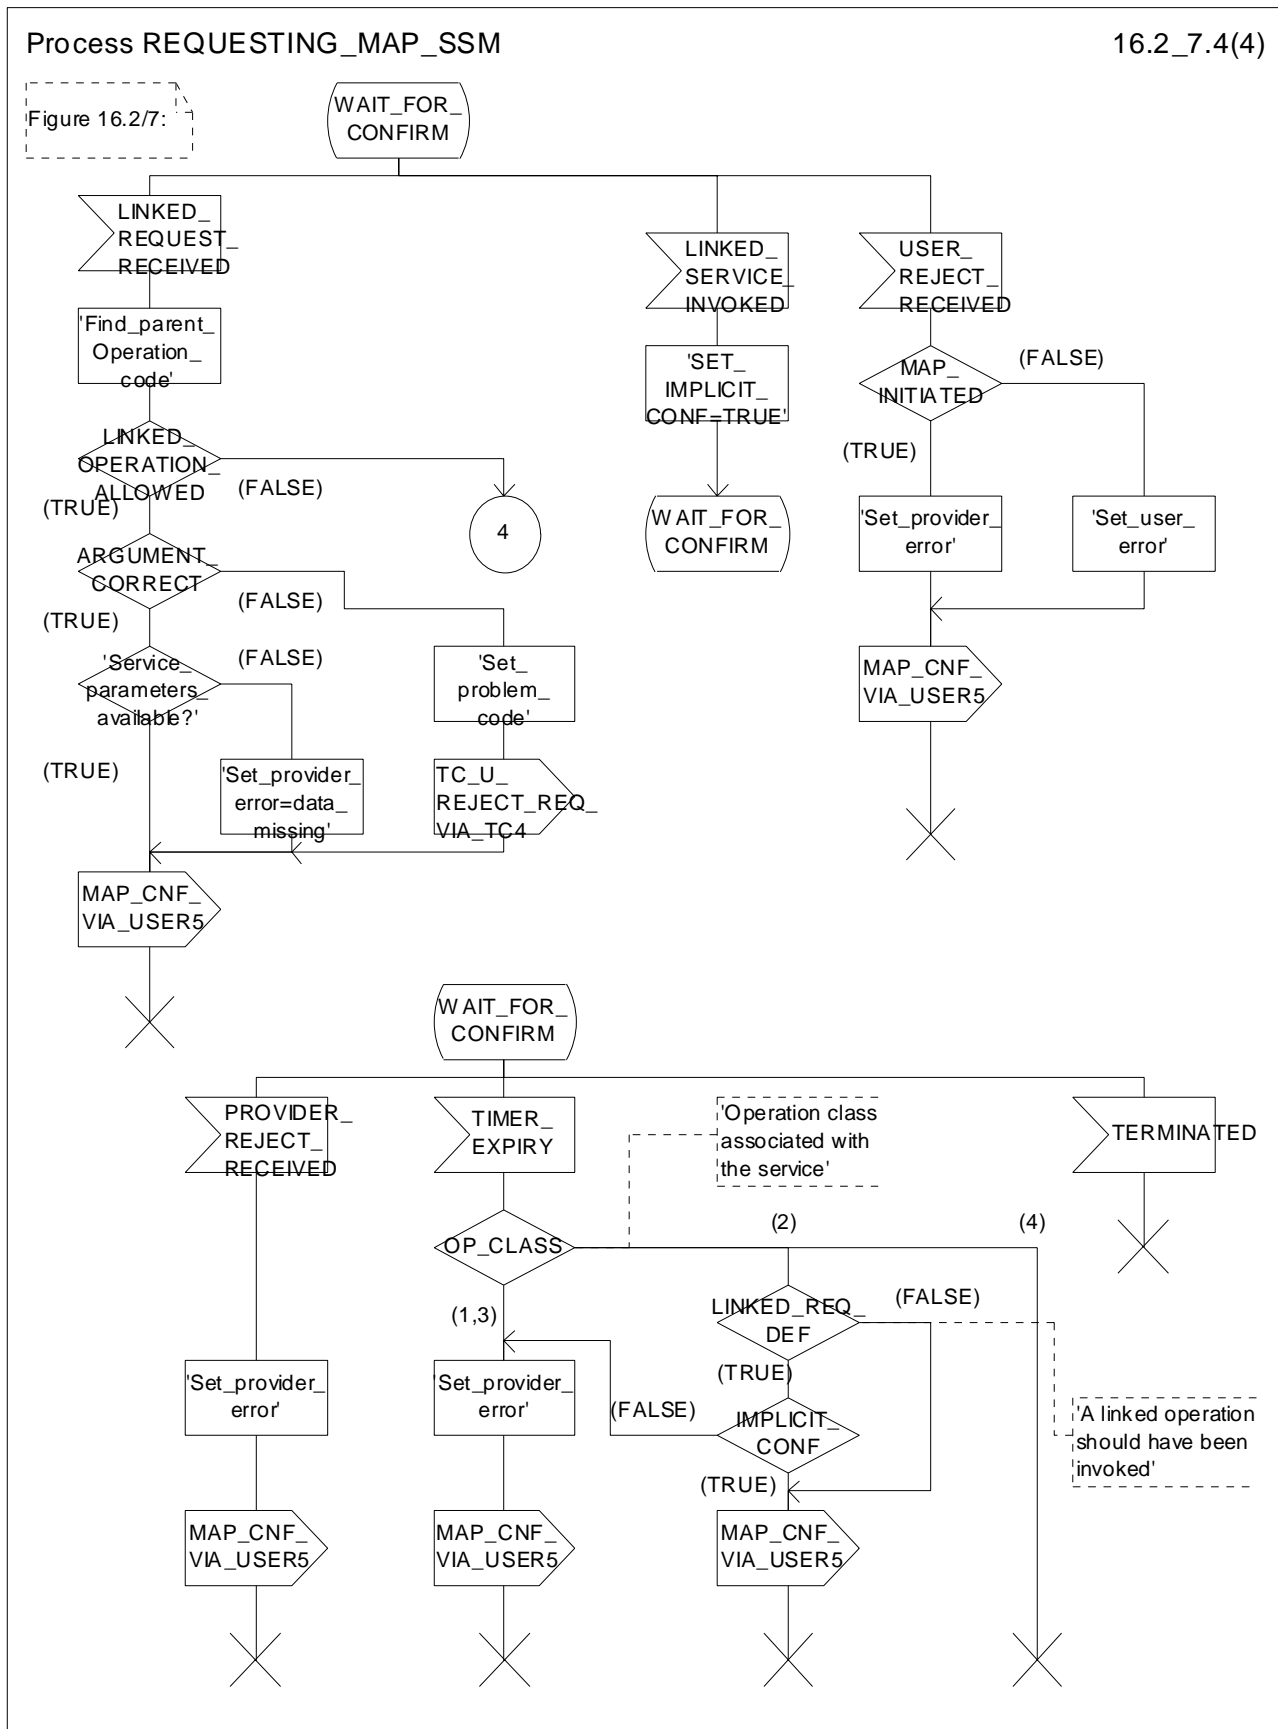 Process REQUESTING_MAP_SSM
16.2_7.4(4)
Figure 16.2/7:
WAIT_FOR_
CONFIRM
LINKED_
REQUEST_
RECEIVED
LINKED_
SERVICE_
INVOKED
USER_
REJECT_
RECEIVED
'Find_parent_
Operation_
code'
'SET_
IMPLICIT_
CONF=TRUE'
MAP_
INITIATED
(FALSE)
(TRUE)
LINKED_
OPERATION_
ALLOWED
(FALSE)
(TRUE)
4
WAIT_FOR_
CONFIRM
'Set_provider_
error'
'Set_user_
error'
ARGUMENT_
CORRECT
(FALSE)
(TRUE)
'Service_
parameters_
available?'
(FALSE)
(TRUE)
'Set_
problem_
code'
MAP_CNF_
VIA_USER5
'Set_provider_
error=data_
missing'
TC_U_
REJECT_REQ_
VIA_TC4
MAP_CNF_
VIA_USER5
WAIT_FOR_
CONFIRM
PROVIDER_
REJECT_
RECEIVED
TIMER_
EXPIRY
'Operation class
associated with
the service'
TERMINATED
OP_CLASS
(2)
(4)
(1,3)
LINKED_REQ_
DEF
(FALSE)
(TRUE)
'Set_provider_
error'
'Set_provider_
error'
(FALSE)
IMPLICIT_
CONF
(TRUE)
'A linked operation
should have been
invoked'
MAP_CNF_
VIA_USER5
MAP_CNF_
VIA_USER5
MAP_CNF_
VIA_USER5